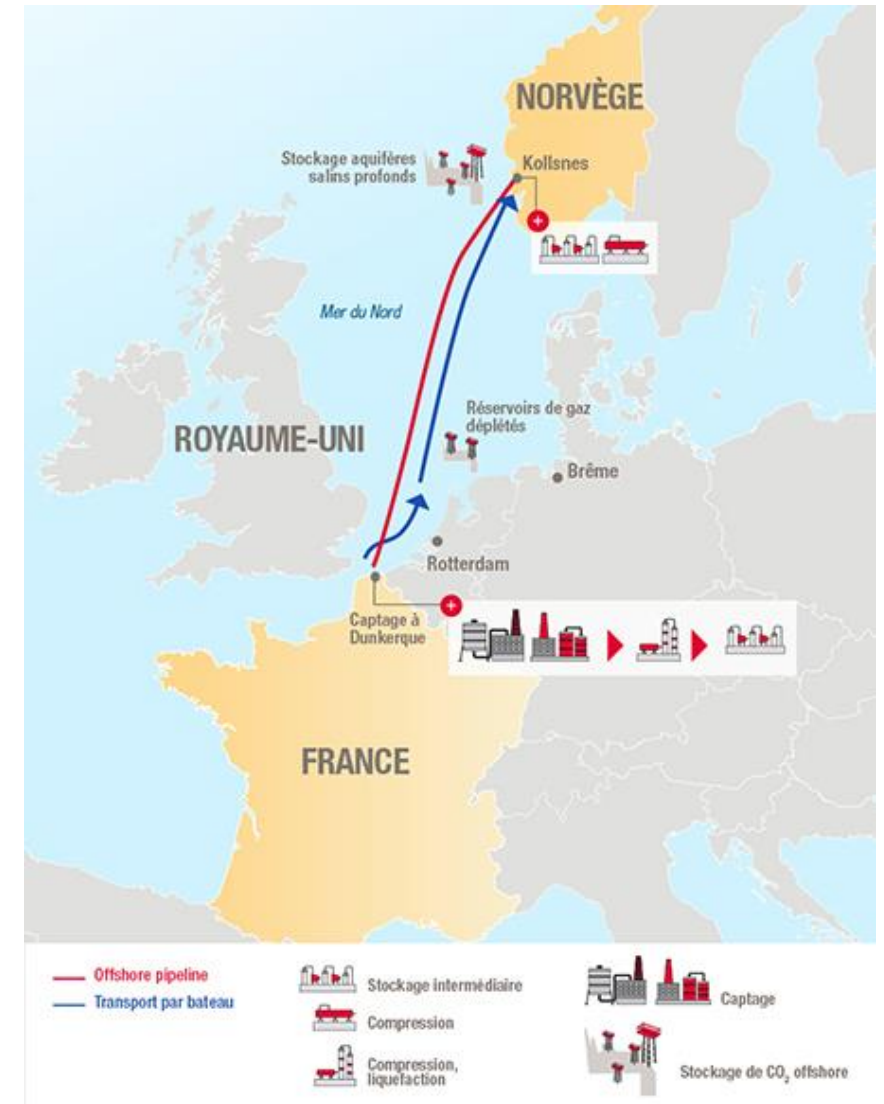 NORVÈGE
Stockage aquifères
salins profonds
Kollsnes
+
Mer du Nord
Réservoirs de gaz
déplétés
ROYAUME-UNI
Brême
Rotterdam
+
Captage à
Dunkerque
FRANCE
Offshore pipeline
Transport par bateau
Stockage intermédiaire
Compression
Compression,
liquefaction
Captage
Stockage de CO₂ offshore